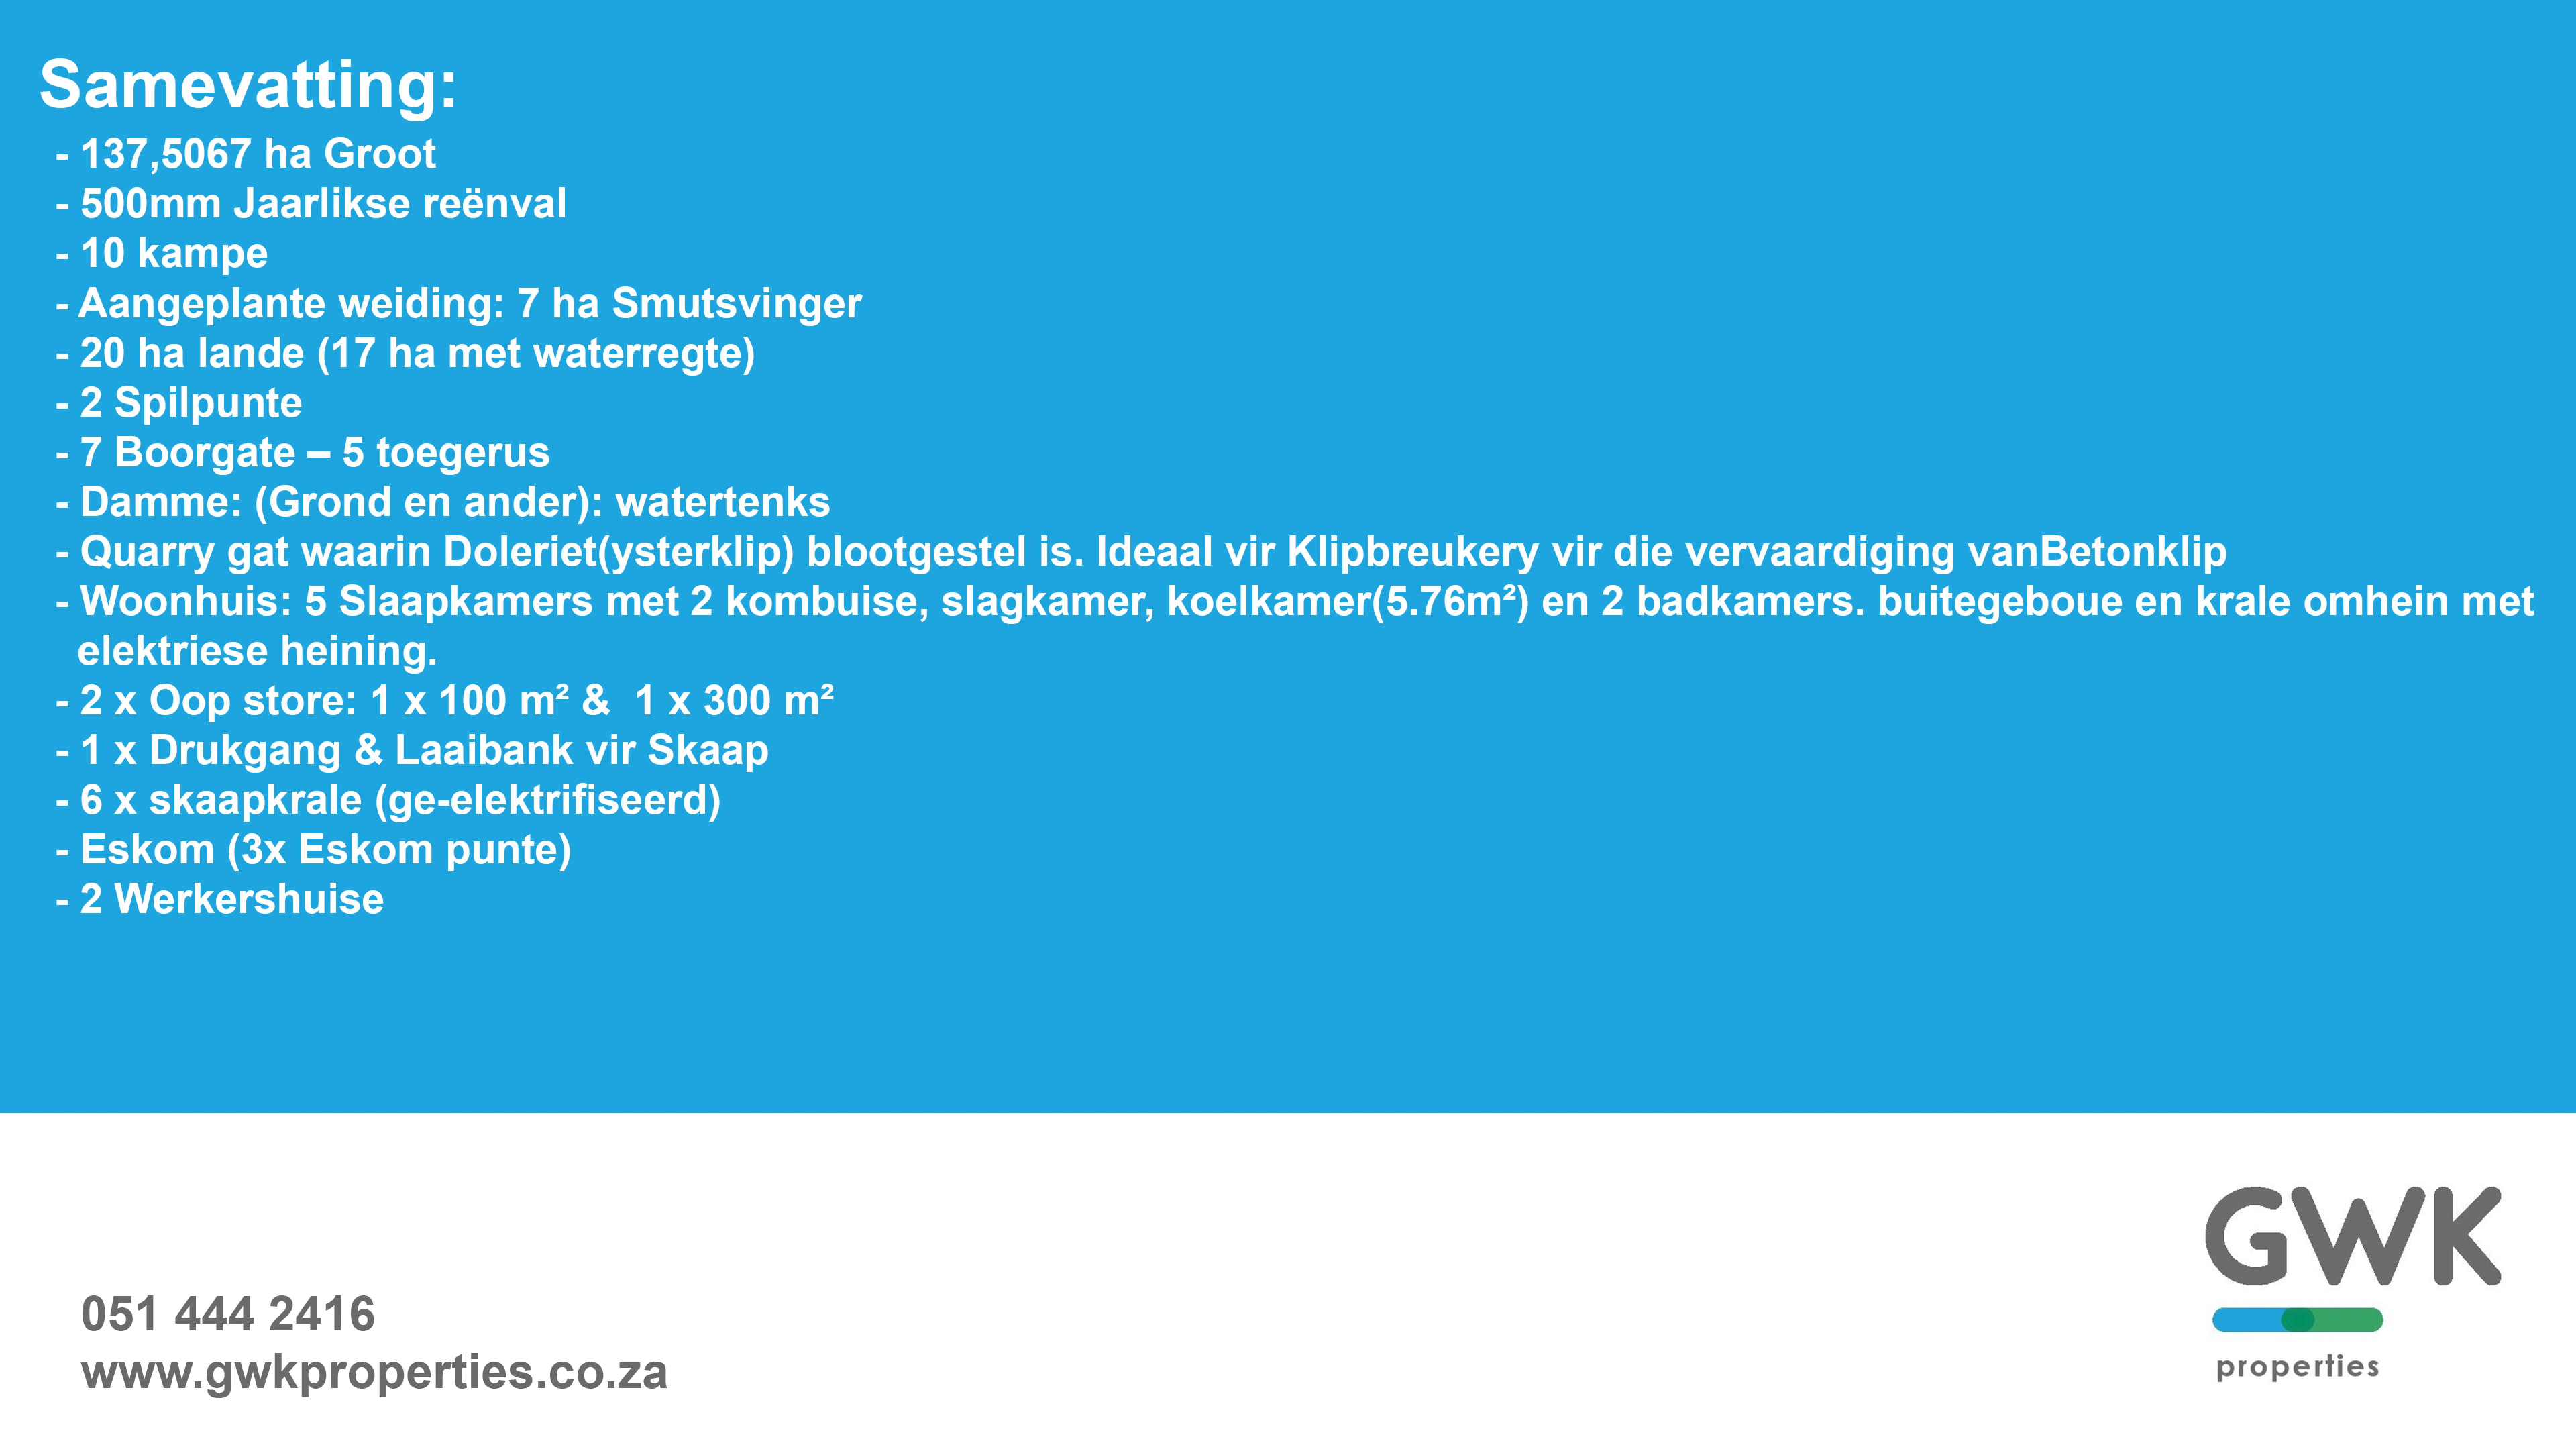 Samevatting:
- 137,5067 ha Groot
- 500mm Jaarlikse reënval
- 10 kampe
- Aangeplante weiding: 7 ha Smutsvinger
- 20 ha lande (17 ha met waterregte)
- 2 Spilpunte
- 7 Boorgate – 5 toegerus
- Damme: (Grond en ander): watertenks
- Quarry gat waarin Doleriet(ysterklip) blootgestel is. Ideaal vir Klipbreukery vir die vervaardiging vanBetonklip
- Woonhuis: 5 Slaapkamers met 2 kombuise, slagkamer, koelkamer(5.76m²) en 2 badkamers. buitegeboue en krale omhein met
elektriese heining.
- 2 x Oop store: 1 x 100 m² &  1 x 300 m²
- 1 x Drukgang & Laaibank vir Skaap
- 6 x skaapkrale (ge-elektrifiseerd)
- Eskom (3x Eskom punte)
- 2 Werkershuise
051 444 2416
www.gwkproperties.co.za
GWK
properties